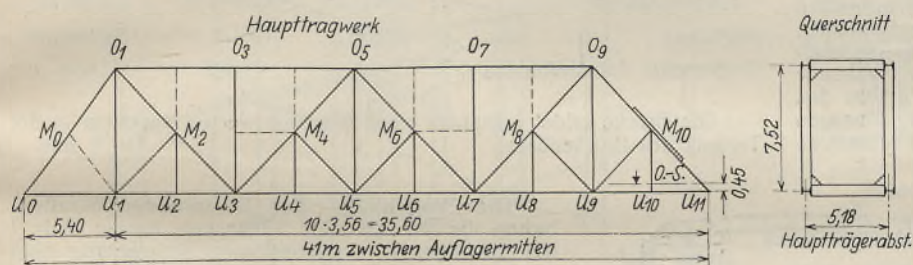 Haupttragwerk
Querschnitt
O1 O3 O5 O7 O9
M0 M2 M4 M6 M8 M10
O.-S.
0,45
7,52
U0 U1 U2 U3 U4 U5 U6 U7 U8 U9 U10 U11
5,40
10·3,56=35,60
5,18
41m zwischen Auflagermitten
Hauptträgerabst.